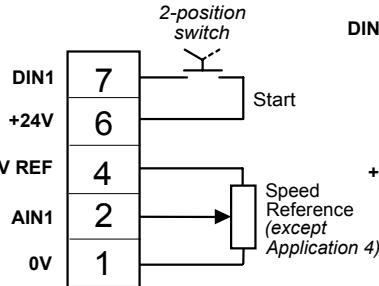 2-position
switch
DIN
DIN1 7
+24V 6
Start
V REF 4
+
AIN1 2
Speed
Reference
(except
Application 4)
0V 1